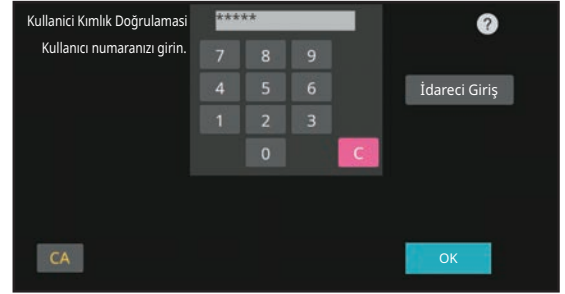 Kullanici Kımlık Doğrulamasi
*****
?
Kullanıcı numaranızı girin.
7 8 9
4 5 6
İdareci Giriş
1 2 3
0 C
CA
OK